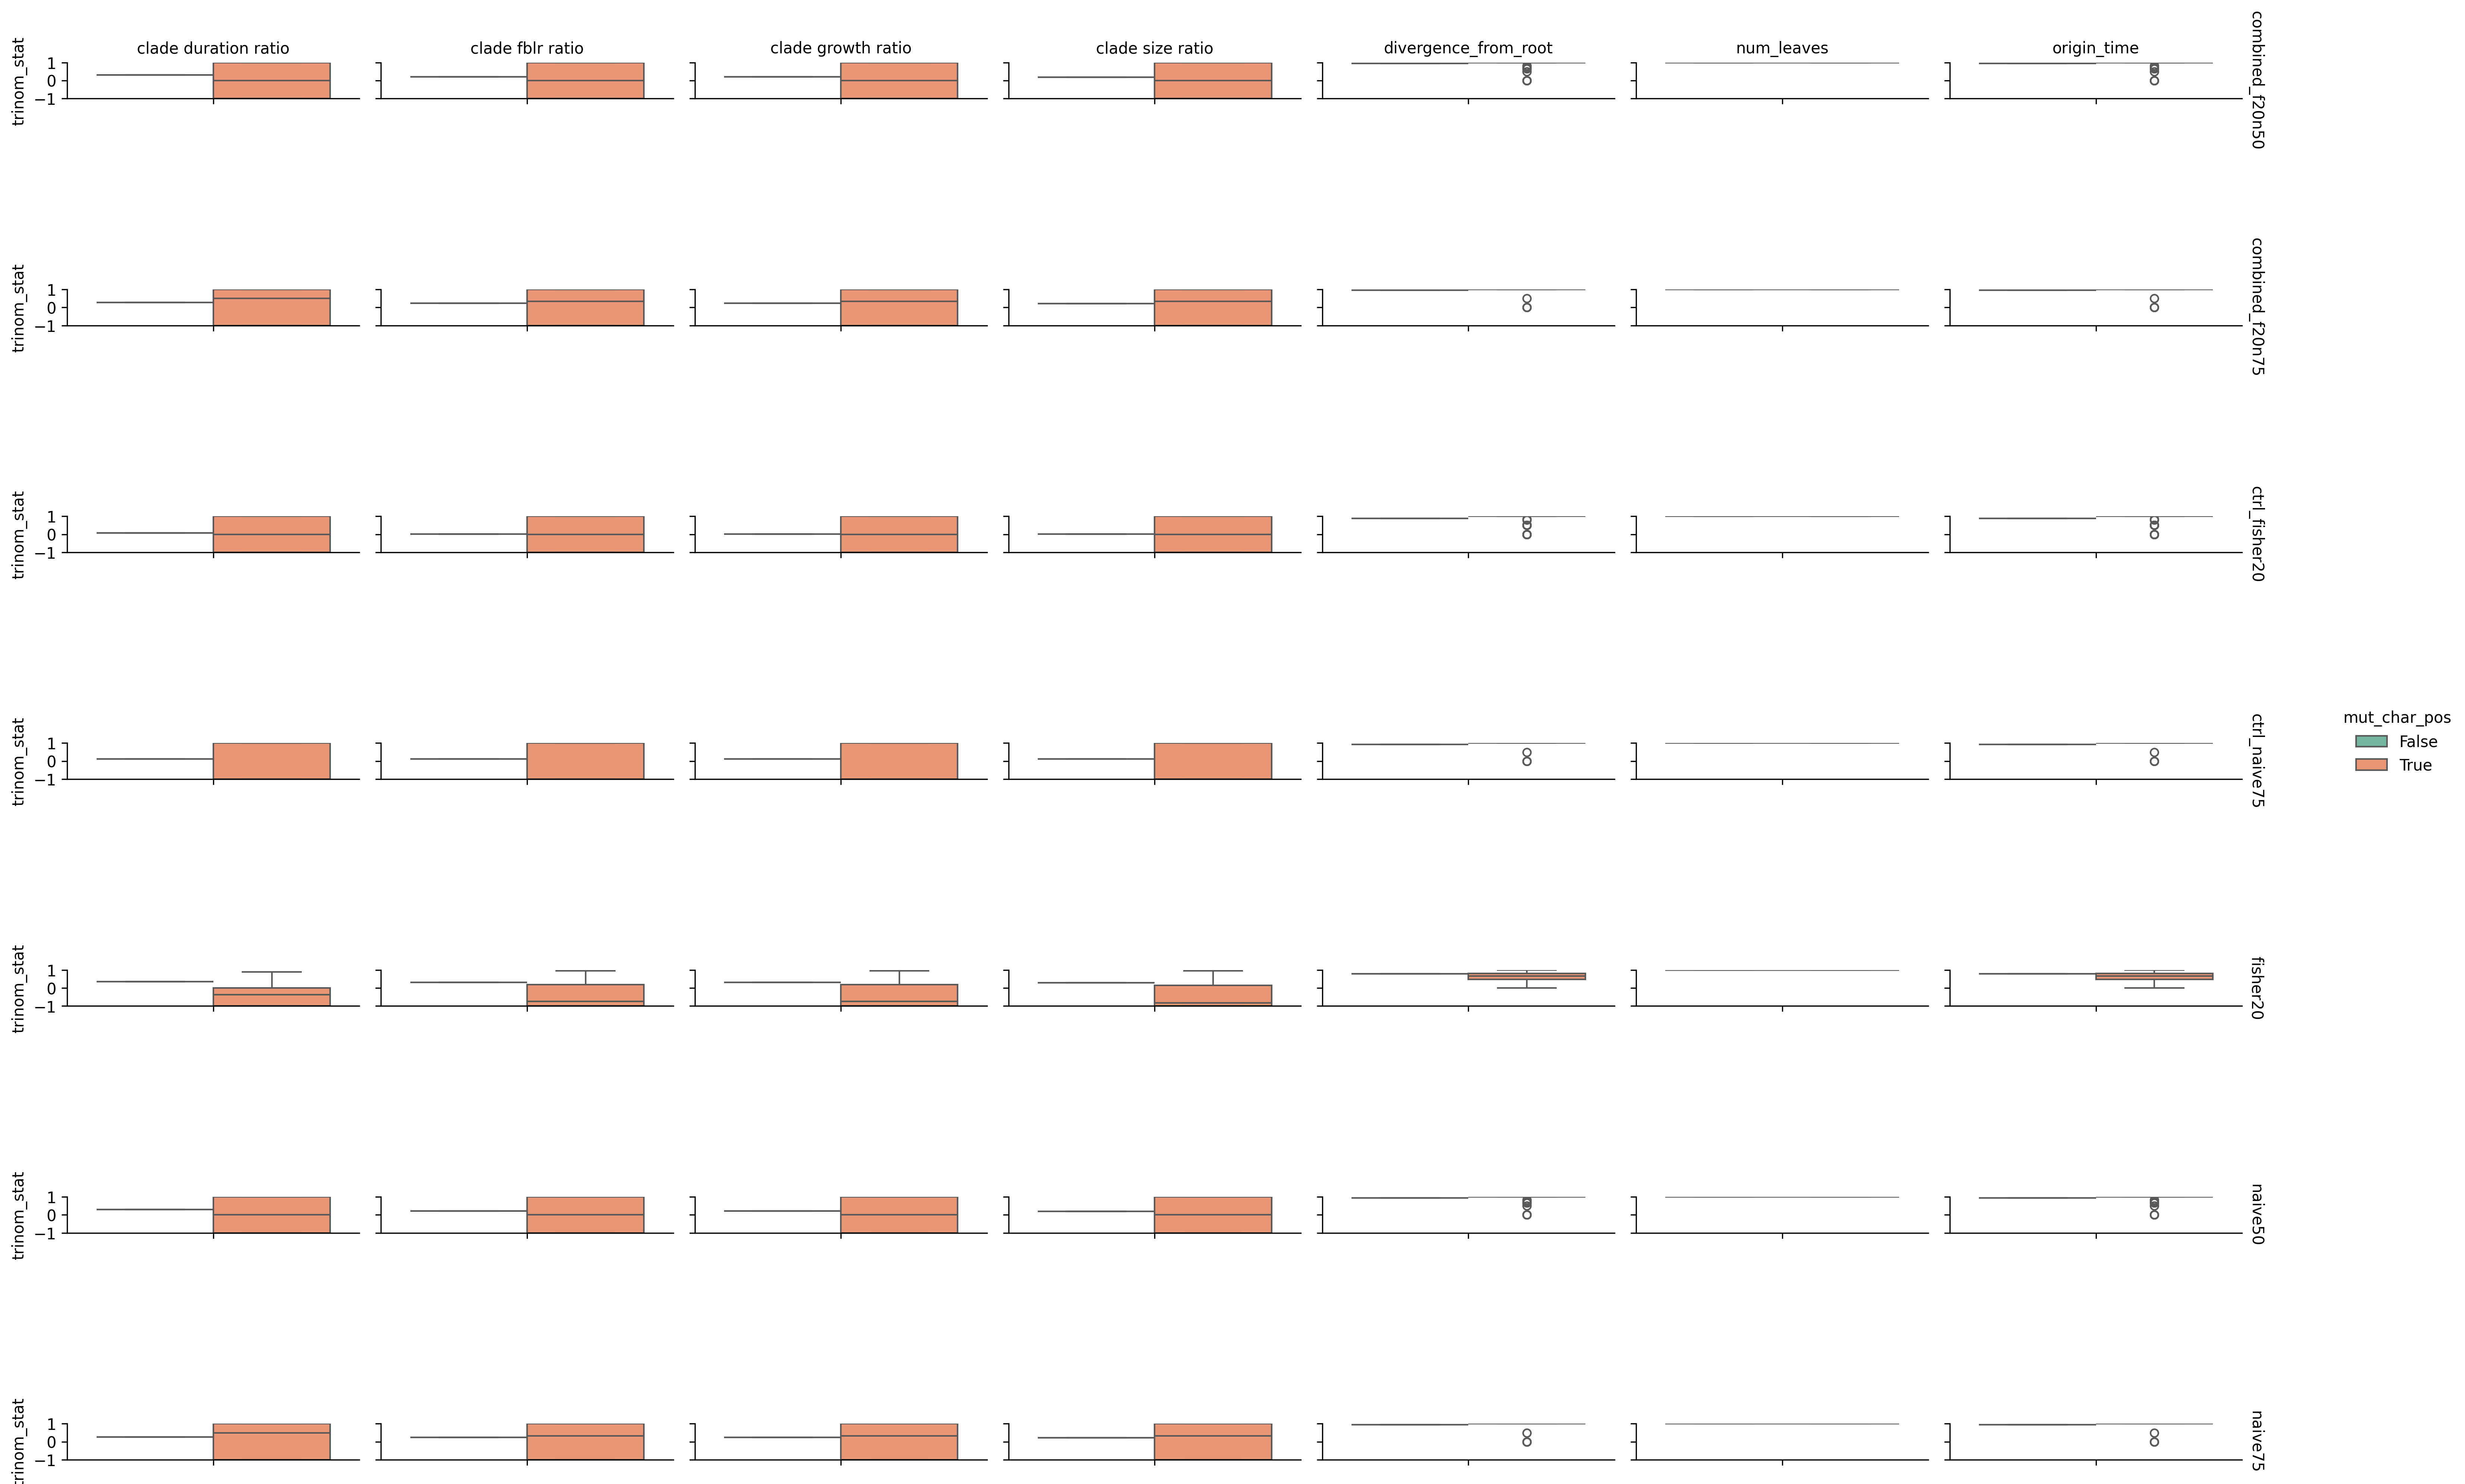 clade duration ratio
clade fblr ratio
clade growth ratio
clade size ratio
divergence_from_root
num_leaves
origin_time
trinom_stat
1
0
−1
combined_f20n50
trinom_stat
1
0
−1
combined_f20n75
trinom_stat
1
0
−1
ctrl_fisher20
trinom_stat
1
0
−1
ctrl_naive75
mut_char_pos
False
True
trinom_stat
1
0
−1
fisher20
trinom_stat
1
0
−1
naive50
trinom_stat
1
0
−1
naive75